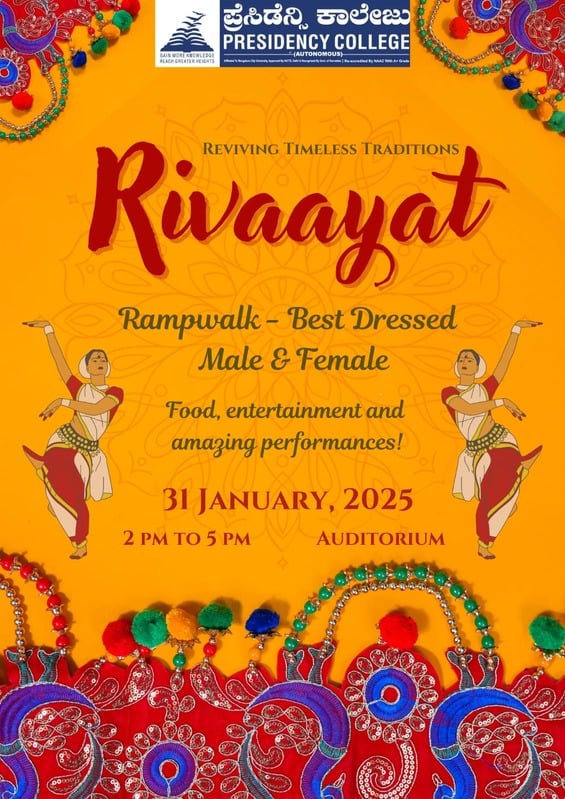 ಪ್ರೆಸಿಡೆನ್ಸಿ ಕಾಲೇಜು
PRESIDENCY COLLEGE
(AUTONOMOUS)
GAIN MORE KNOWLEDGE
REACH GREATER HEIGHTS
REVIVING TIMELESS TRADITIONS
Rivaayat
Rampwalk – Best Dressed
Male & Female
Food, entertainment and
amazing performances!
31 JANUARY, 2025
2 PM TO 5 PM AUDITORIUM